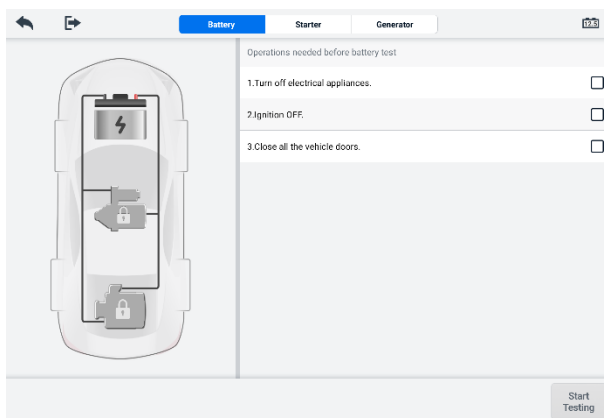 Battery
Starter
Generator
12.5
Operations needed before battery test
1.Turn off electrical appliances.
2.Ignition OFF.
3.Close all the vehicle doors.
Start
Testing